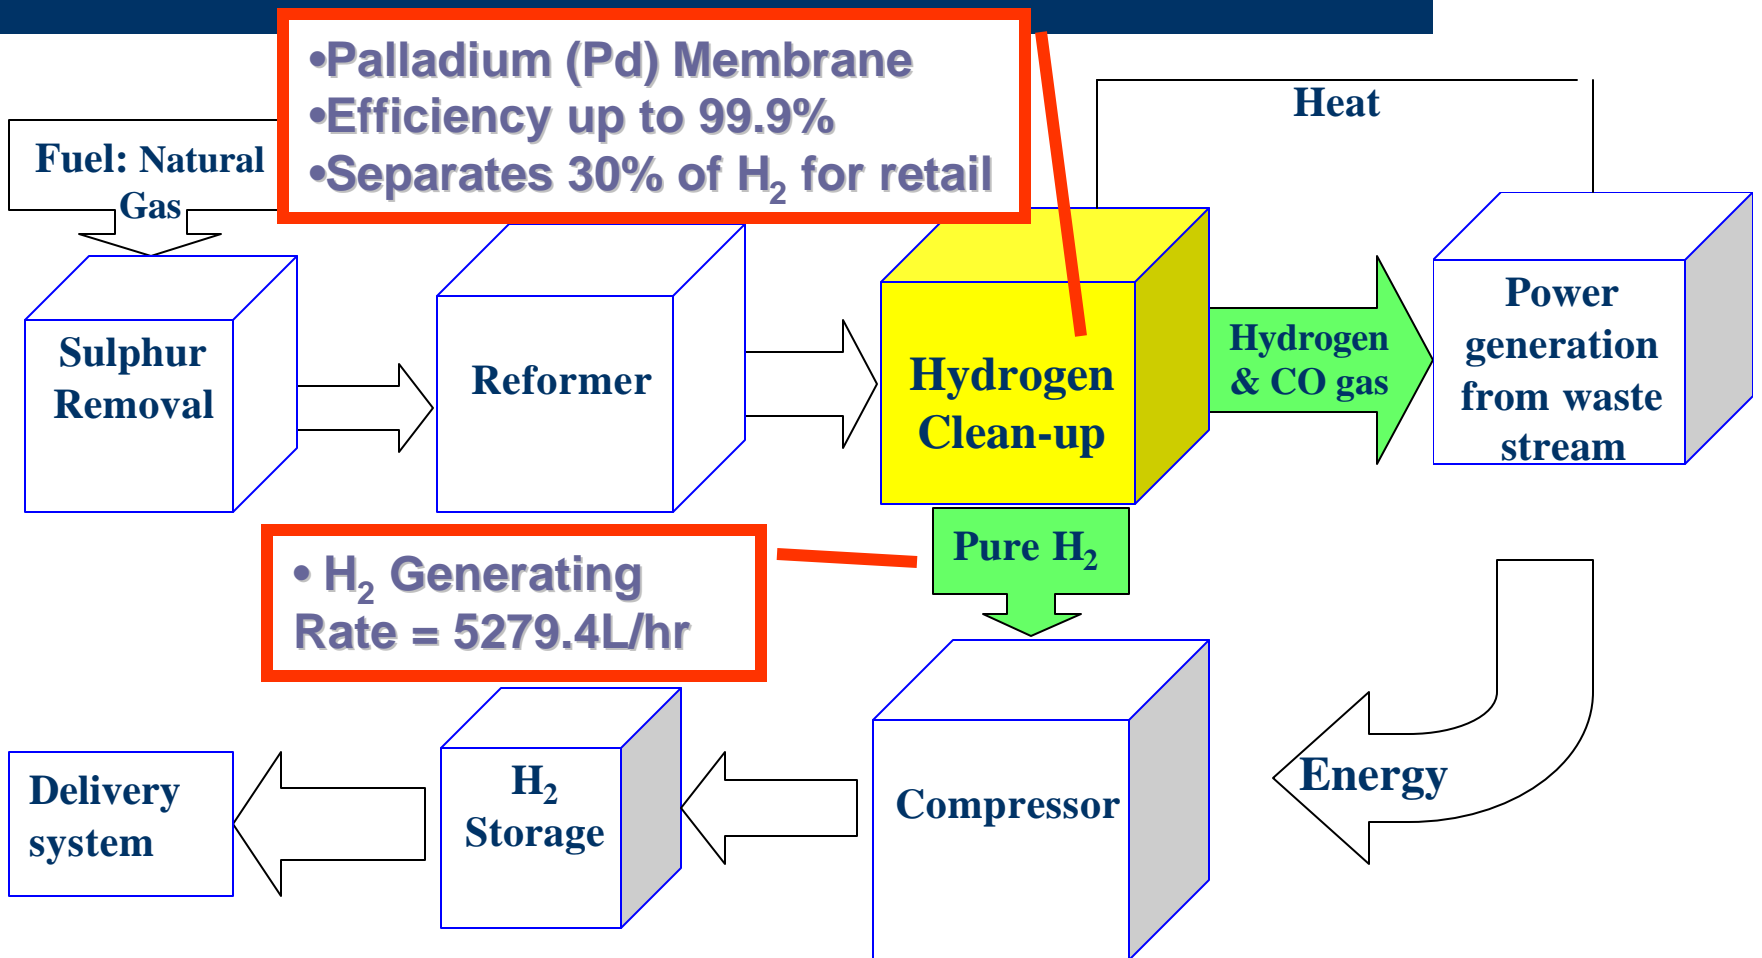 •Palladium (Pd) Membrane
•Efficiency up to 99.9%
•Separates 30% of H₂ for retail
Heat
Fuel: Natural
Gas
Sulphur
Removal
Reformer
Hydrogen
Clean-up
Hydrogen
& CO gas
Power
generation
from waste
stream
• H₂ Generating
Rate = 5279.4L/hr
Pure H₂
Energy
Compressor
H₂
Storage
Delivery
system